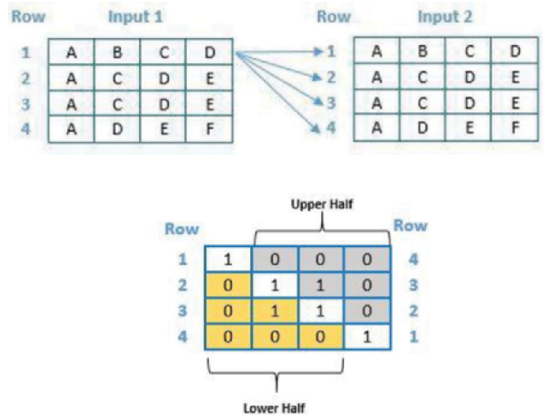 Row Input 1 Row Input 2
1 A B C D 1 A B C D
2 A C D E 2 A C D E
3 A C D E 3 A C D E
4 A D E F 4 A D E F
Upper Half
Row Row
1 1 0 0 0 4
2 0 1 1 0 3
3 0 1 1 0 2
4 0 0 0 1 1
Lower Half